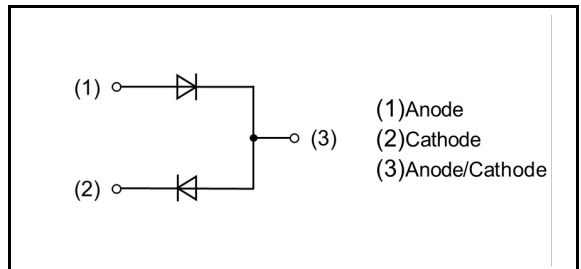 (1)
(1)Anode
(3)
(2)Cathode
(3)Anode/Cathode
(2)